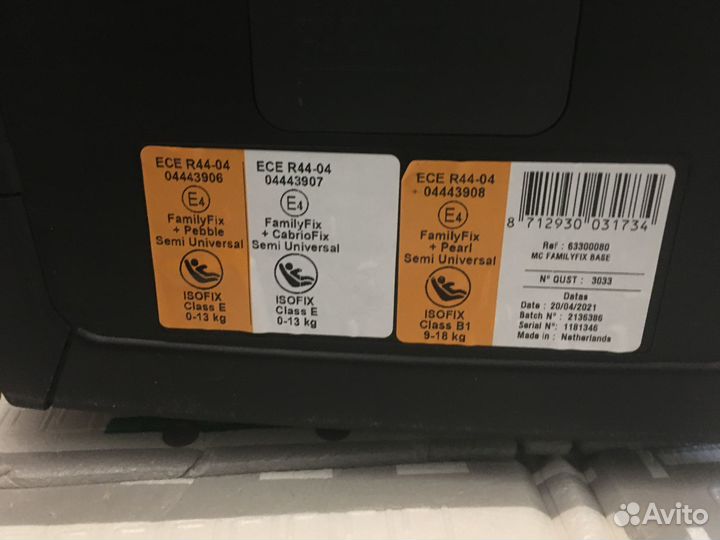 ECE R44-04
04443906
E4
FamilyFix
+ Pebble
Semi Universal
ISOFIX
Class E
0-13 kg
ECE R44-04
04443907
E4
FamilyFix
+ CabrioFix
Semi Universal
ISOFIX
Class E
0-13 kg
ECE R44-04
04443908
E4
FamilyFix
+ Pearl
Semi Universal
ISOFIX
Class B1
9-18 kg
8 712930 031734
Ref : 63300080
MC FAMILYFIX BASE
N° QUST : 3033
Datas
Date : 20/04/2021
Batch N° : 2136386
Serial N° : 1181346
Made in : Netherlands
Avito